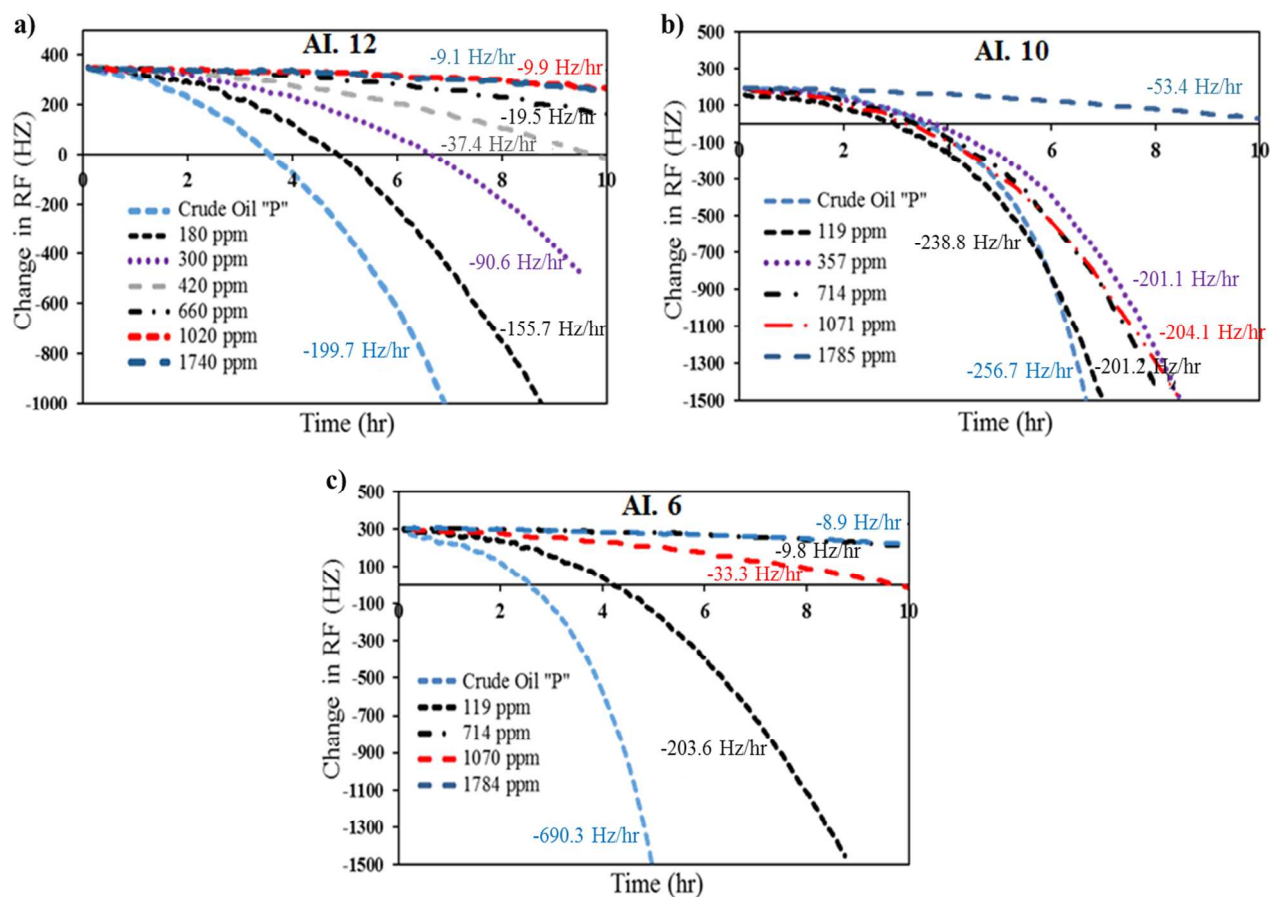 a)
AI. 12
Change in RF (HZ)
400
200
0
-200
-400
-600
-800
-1000
0
2
4
6
8
10
Time (hr)
-9.1 Hz/hr
-9.9 Hz/hr
-19.5 Hz/hr
-37.4 Hz/hr
-90.6 Hz/hr
-155.7 Hz/hr
-199.7 Hz/hr
Crude Oil "P"
180 ppm
300 ppm
420 ppm
660 ppm
1020 ppm
1740 ppm
b)
AI. 10
Change in RF (HZ)
500
300
100
-100
-300
-500
-700
-900
-1100
-1300
-1500
0
2
4
6
8
10
Time (hr)
-53.4 Hz/hr
-238.8 Hz/hr
-201.1 Hz/hr
-204.1 Hz/hr
-201.2 Hz/hr
-256.7 Hz/hr
Crude Oil "P"
119 ppm
357 ppm
714 ppm
1071 ppm
1785 ppm
c)
AI. 6
Change in RF (HZ)
500
300
100
-100
-300
-500
-700
-900
-1100
-1300
-1500
0
2
4
6
8
10
Time (hr)
-8.9 Hz/hr
-9.8 Hz/hr
-33.3 Hz/hr
-203.6 Hz/hr
-690.3 Hz/hr
Crude Oil "P"
119 ppm
714 ppm
1070 ppm
1784 ppm